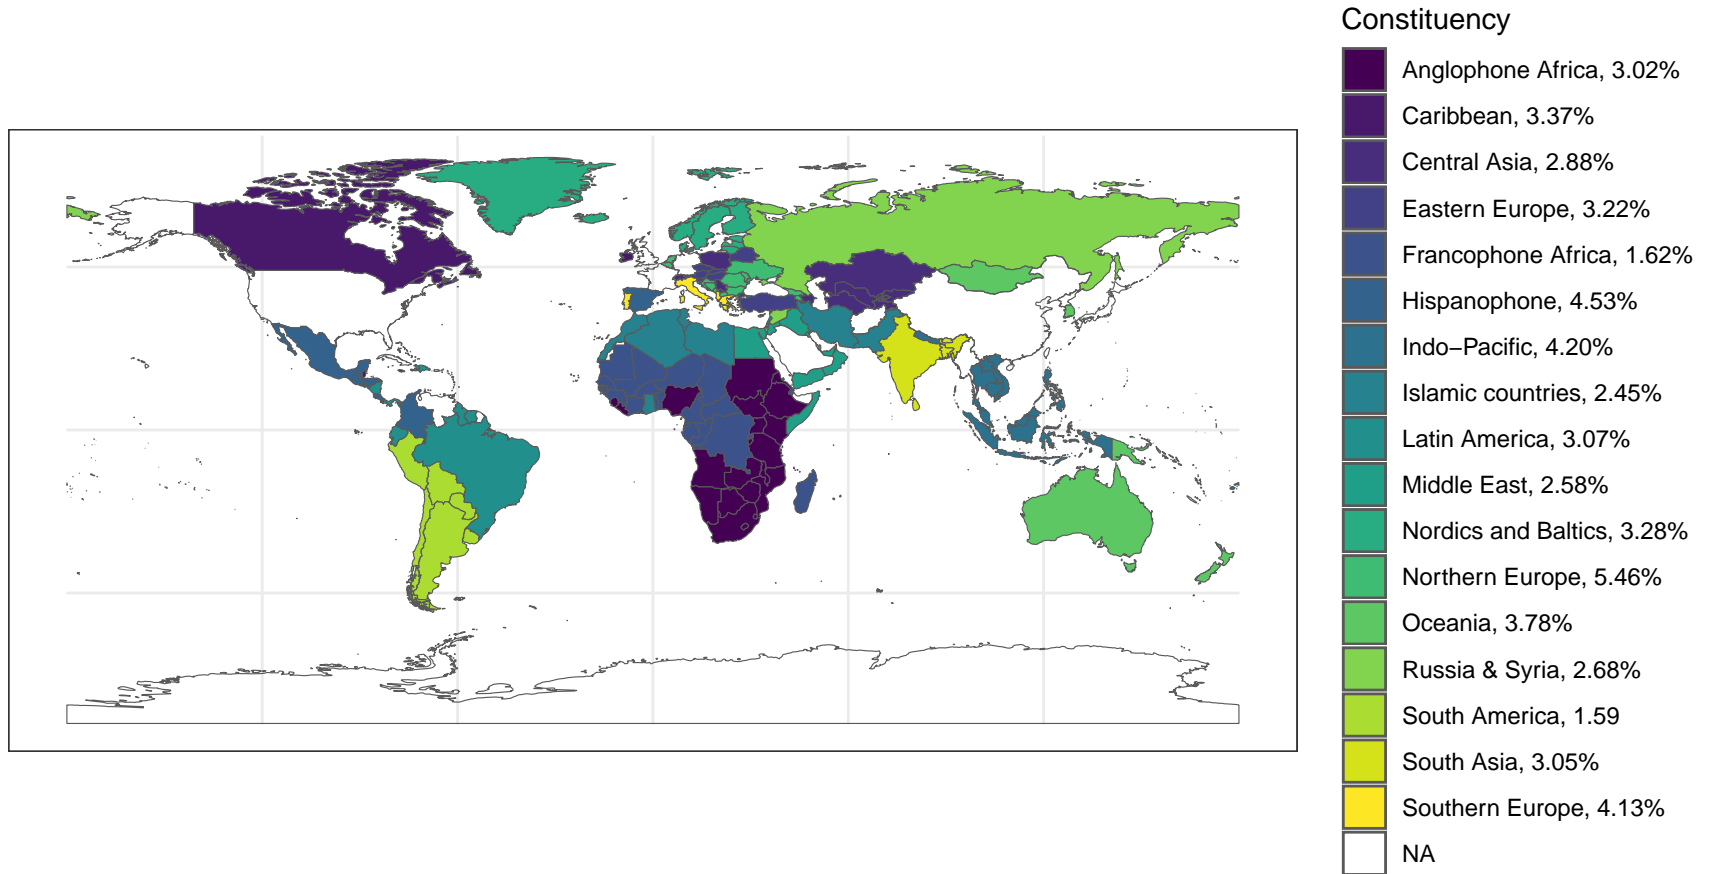 Constituency
Anglophone Africa, 3.02%
Caribbean, 3.37%
Central Asia, 2.88%
Eastern Europe, 3.22%
Francophone Africa, 1.62%
Hispanophone, 4.53%
Indo−Pacific, 4.20%
Islamic countries, 2.45%
Latin America, 3.07%
Middle East, 2.58%
Nordics and Baltics, 3.28%
Northern Europe, 5.46%
Oceania, 3.78%
Russia & Syria, 2.68%
South America, 1.59
South Asia, 3.05%
Southern Europe, 4.13%
NA